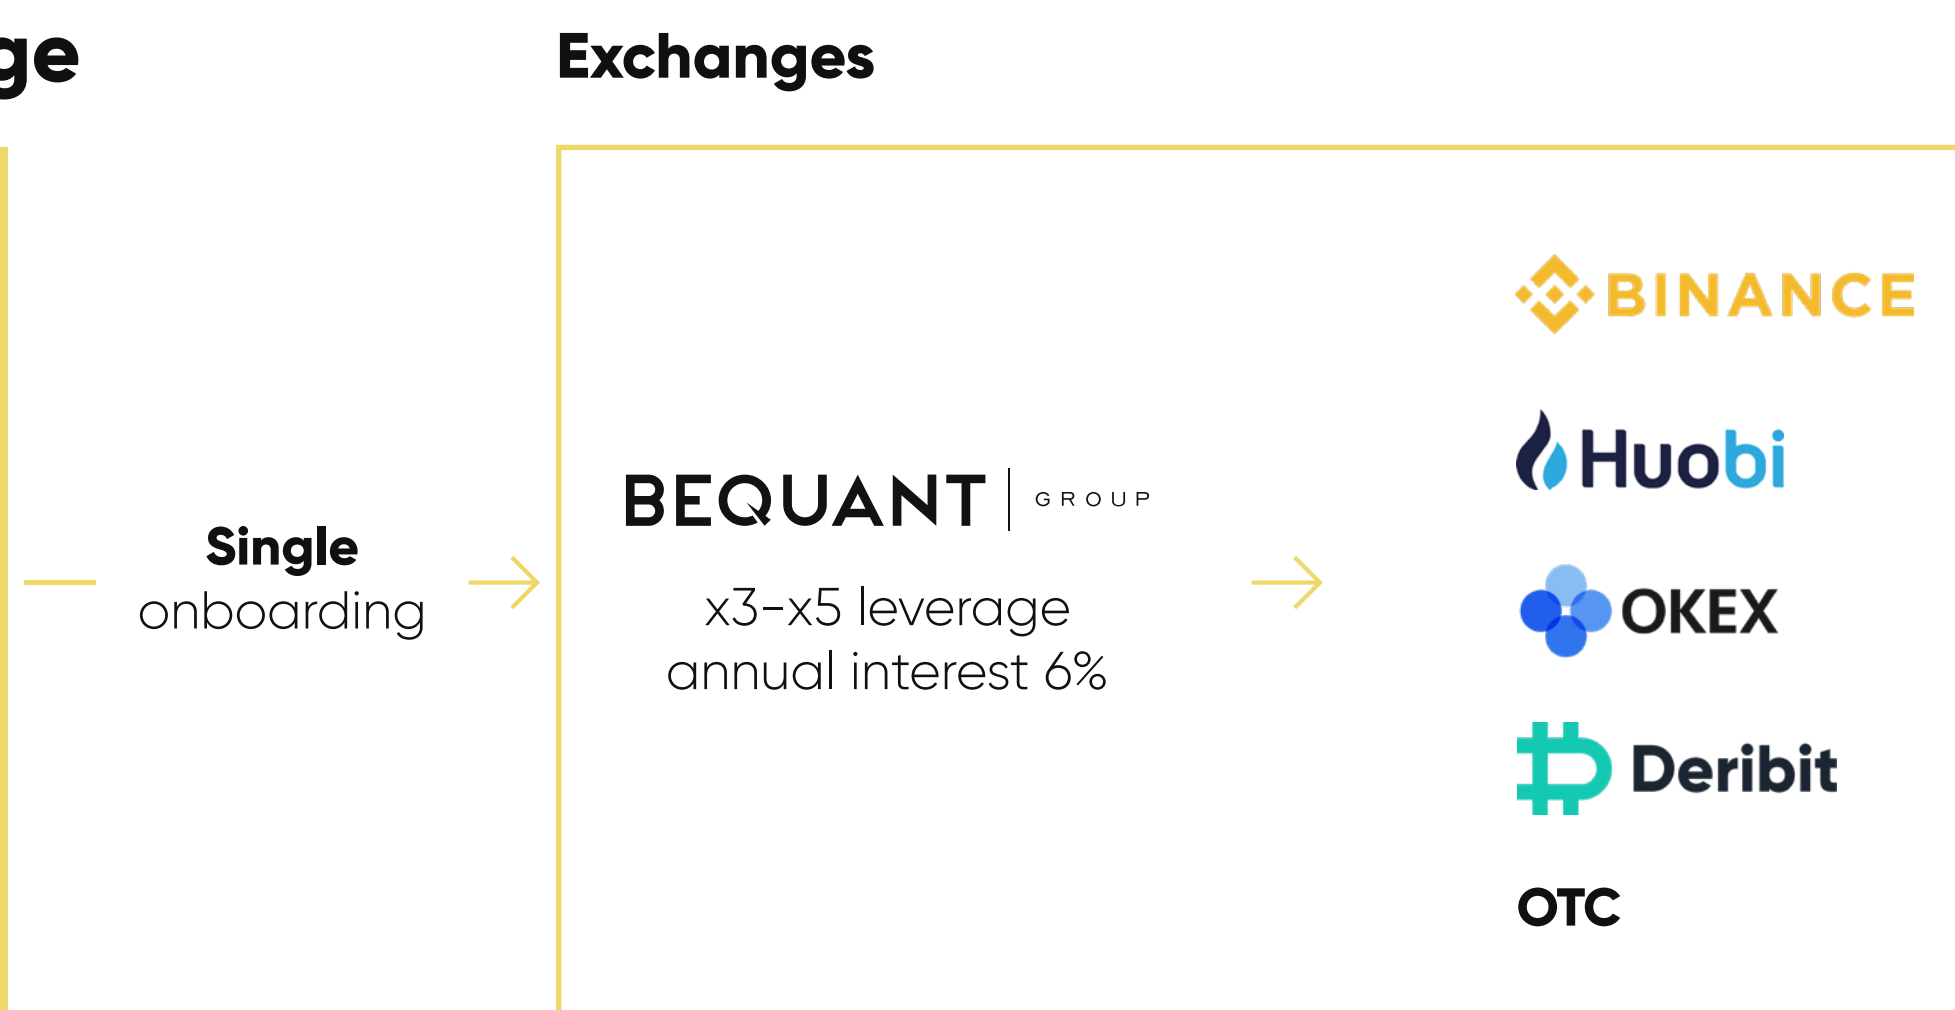 ge
Exchanges
Single
onboarding
BEQUANT GROUP
x3-x5 leverage
annual interest 6%
BINANCE
Huobi
OKEX
Deribit
OTC